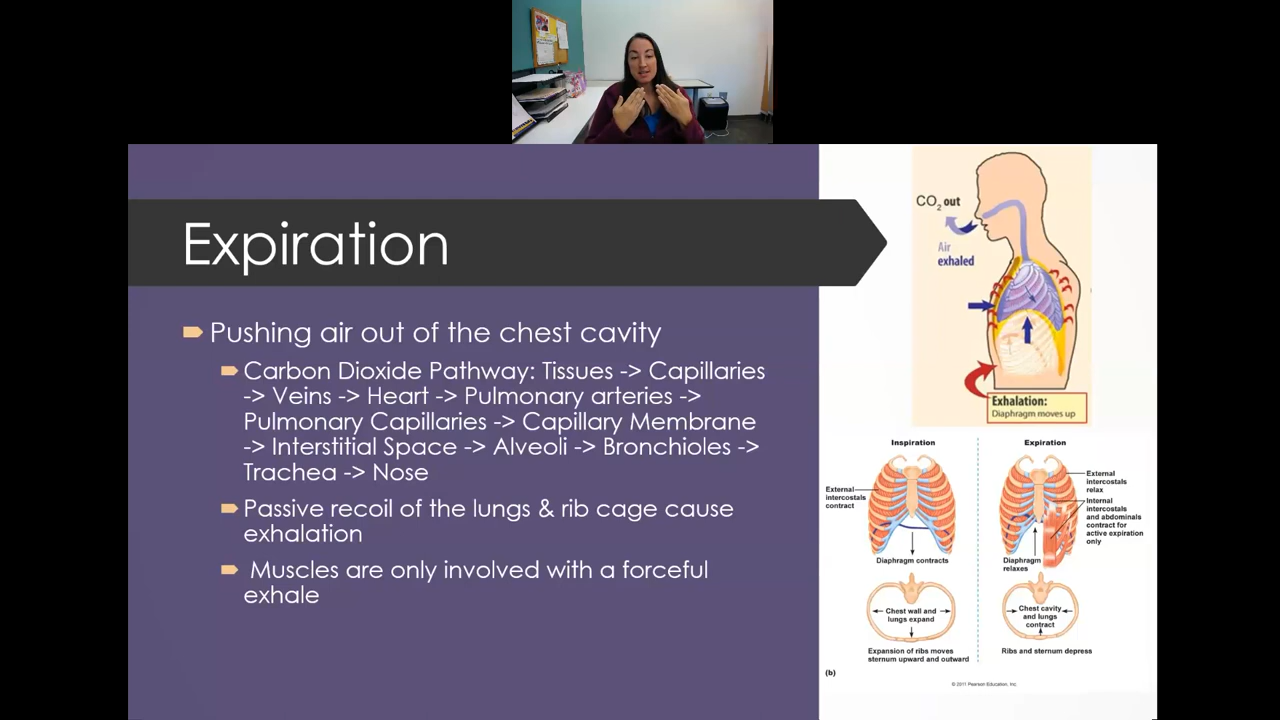 Expiration
Pushing air out of the chest cavity
Carbon Dioxide Pathway: Tissues -> Capillaries
-> Veins -> Heart -> Pulmonary arteries ->
Pulmonary Capillaries -> Capillary Membrane
-> Interstitial Space -> Alveoli -> Bronchioles ->
Trachea -> Nose
Passive recoil of the lungs & rib cage cause
exhalation
Muscles are only involved with a forceful
exhale
CO2 out
Air
exhaled
Exhalation:
Diaphragm moves up
Inspiration
External
intercostals
contract
Diaphragm contracts
Chest wall and
lungs expand
Expansion of ribs moves
sternum upward and outward
Expiration
External
intercostals
relax
Internal
intercostals
and abdominals
contract for
active expiration
only
Diaphragm
relaxes
Chest cavity
and lungs
contract
Ribs and sternum depress
(b)
© 2011 Pearson Education, Inc.